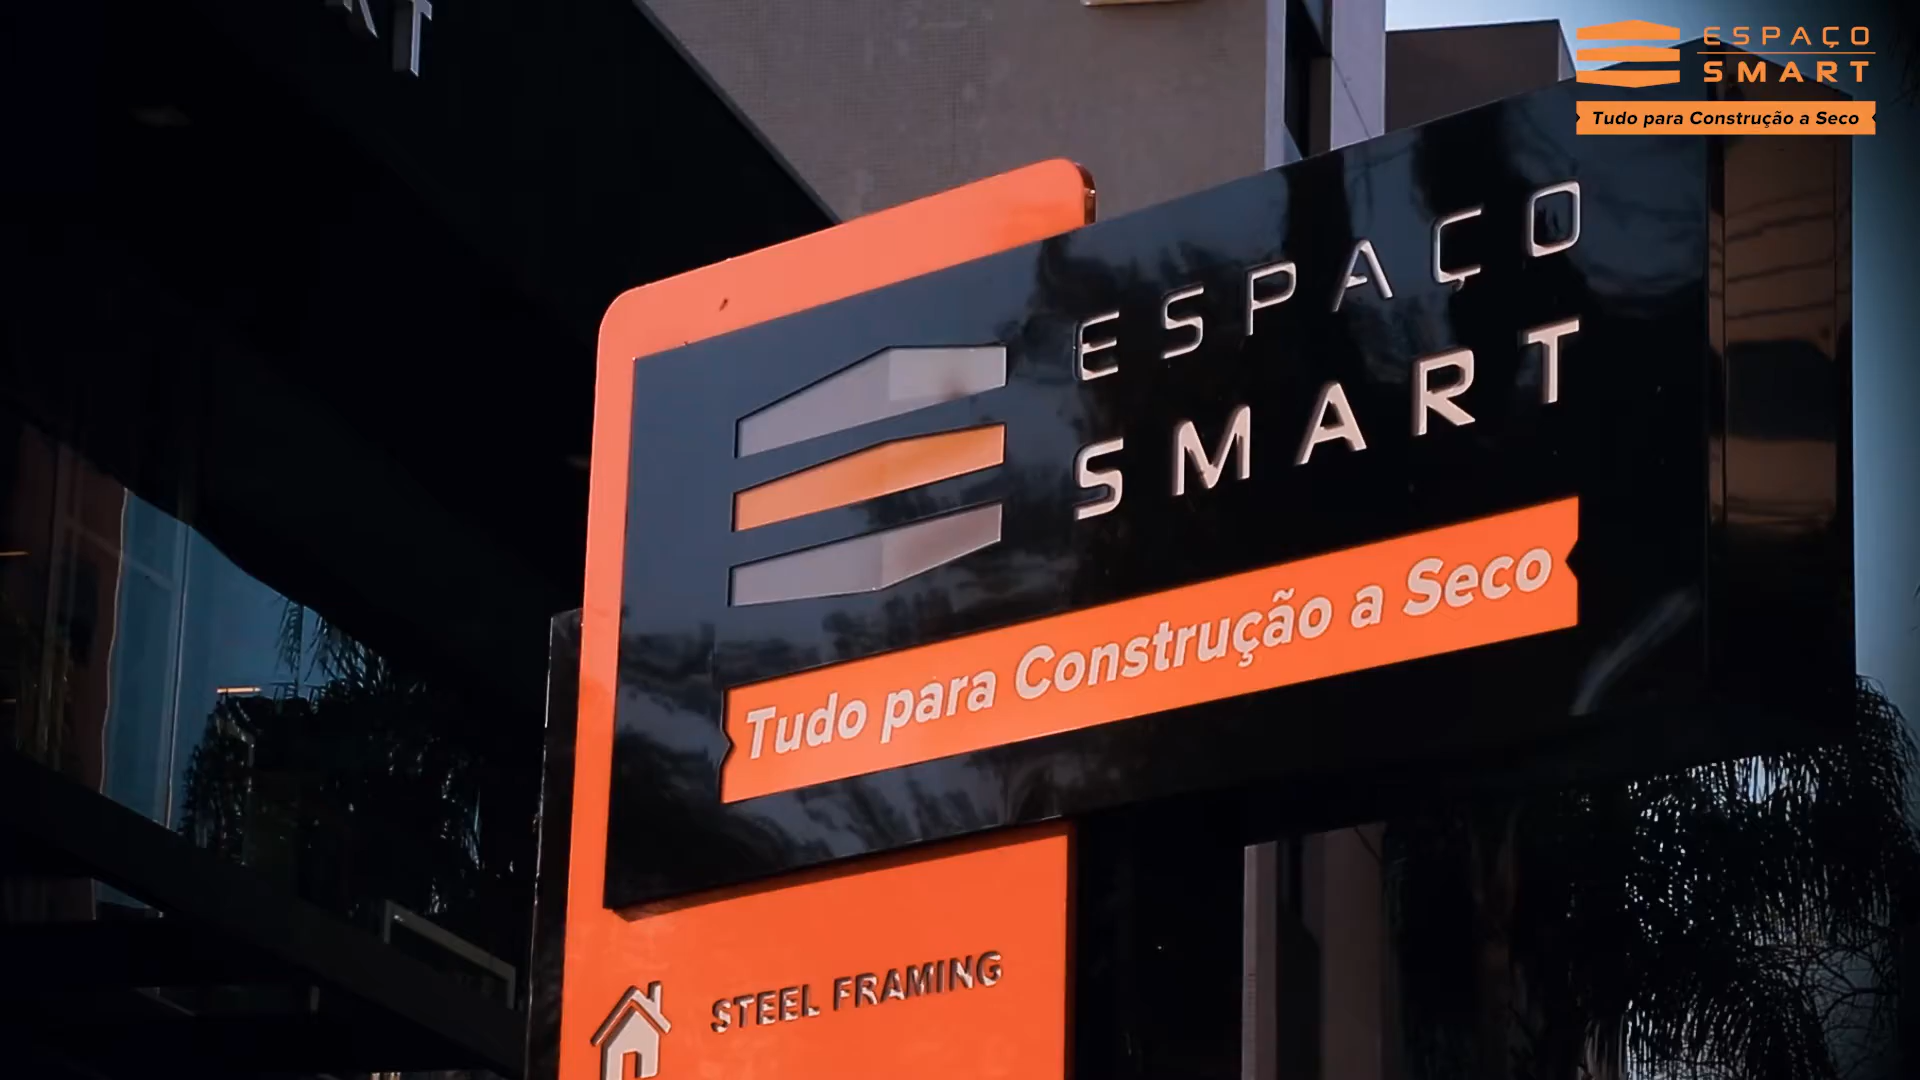 ESPAÇO
SMART
Tudo para Construção a Seco
ESPAÇO
SMART
Tudo para Construção a Seco
STEEL FRAMING